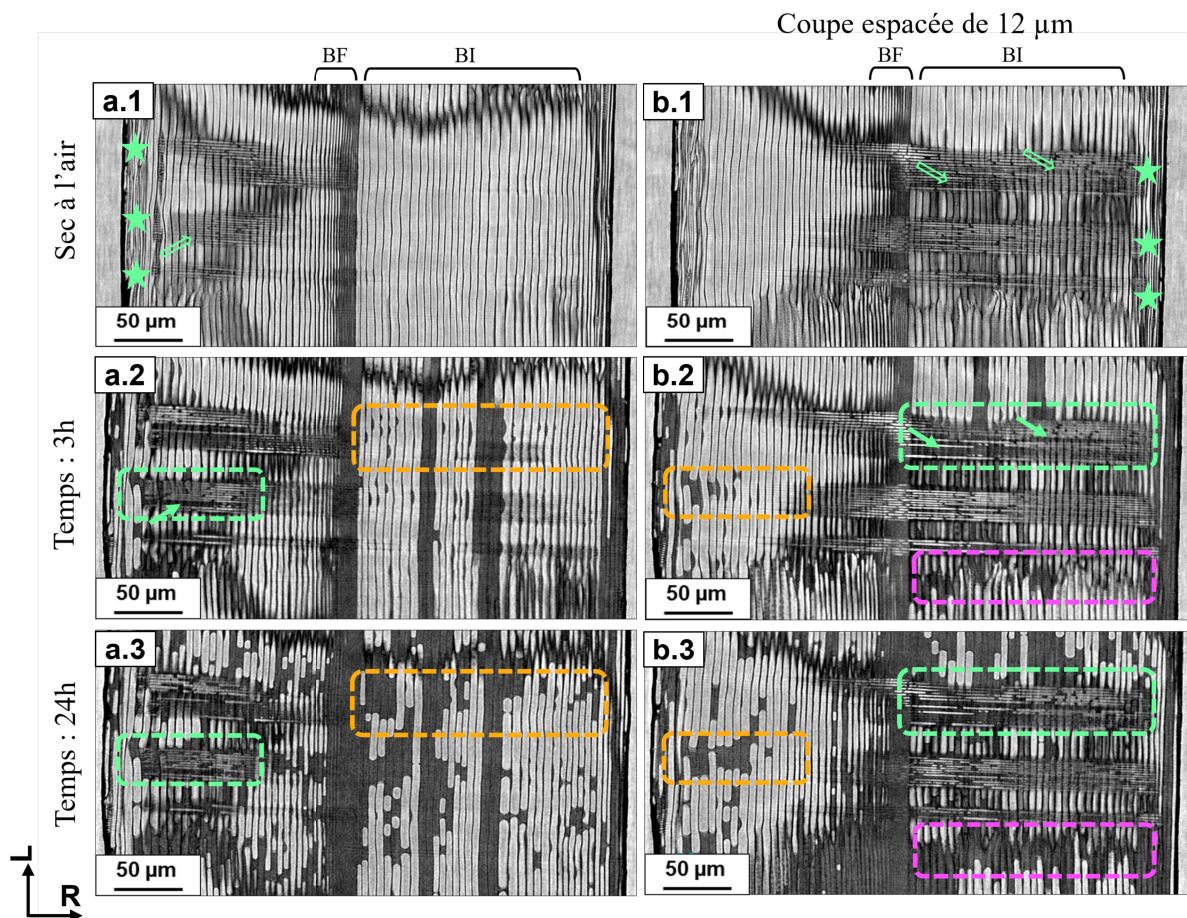 Coupe espacée de 12 µm
BF
BI
BF
BI
Sec à l'air
a.1
50 µm
b.1
50 µm
Temps : 3h
a.2
50 µm
b.2
50 µm
Temps : 24h
a.3
50 µm
b.3
50 µm
L
R